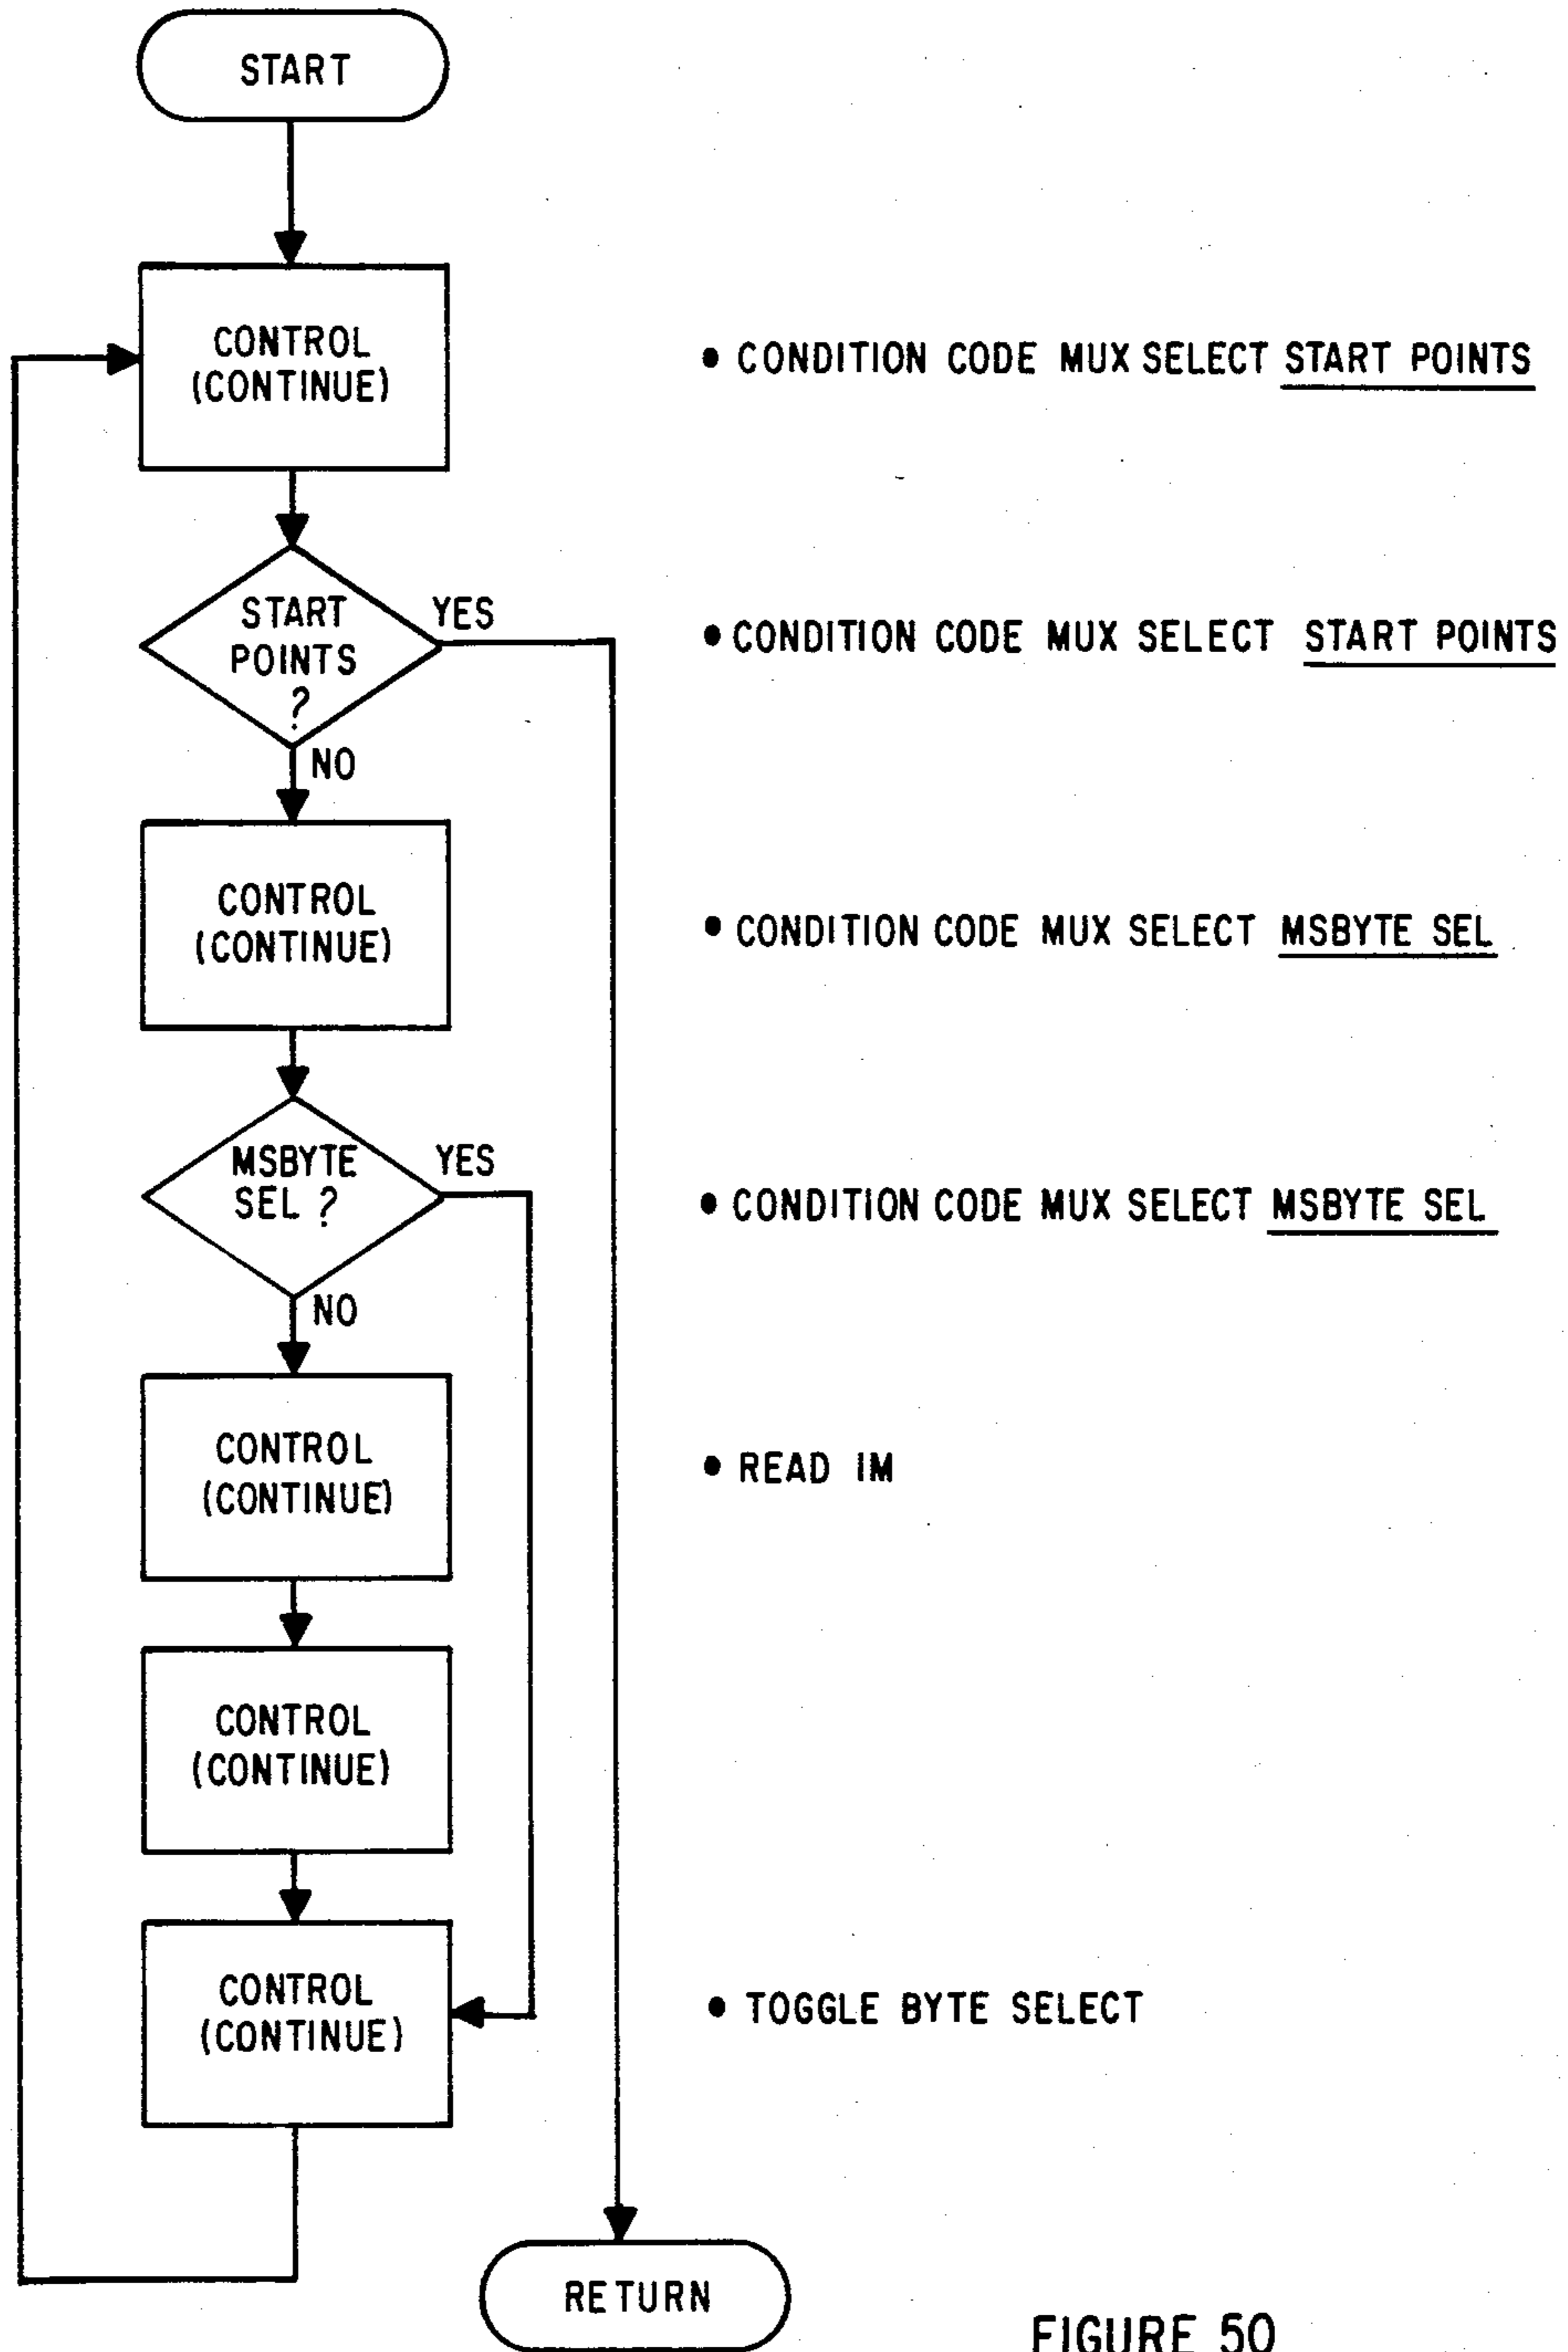 START
CONTROL
(CONTINUE)
• CONDITION CODE MUX SELECT START POINTS
START
POINTS
?
YES
• CONDITION CODE MUX SELECT START POINTS
NO
CONTROL
(CONTINUE)
• CONDITION CODE MUX SELECT MSBYTE SEL
MSBYTE
SEL ?
YES
• CONDITION CODE MUX SELECT MSBYTE SEL
NO
CONTROL
(CONTINUE)
• READ IM
CONTROL
(CONTINUE)
CONTROL
(CONTINUE)
• TOGGLE BYTE SELECT
RETURN
FIGURE 50